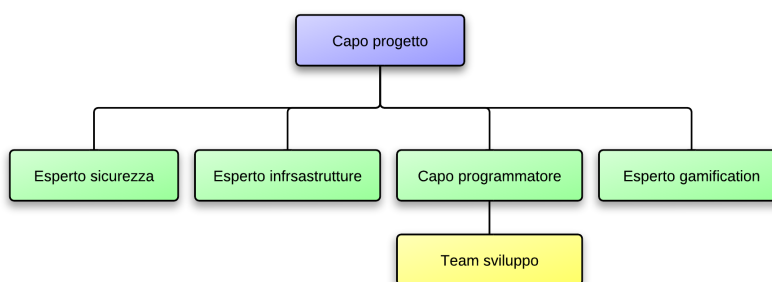 Capo progetto
Esperto sicurezza
Esperto infrsastrutture
Capo programmatore
Esperto gamification
Team sviluppo